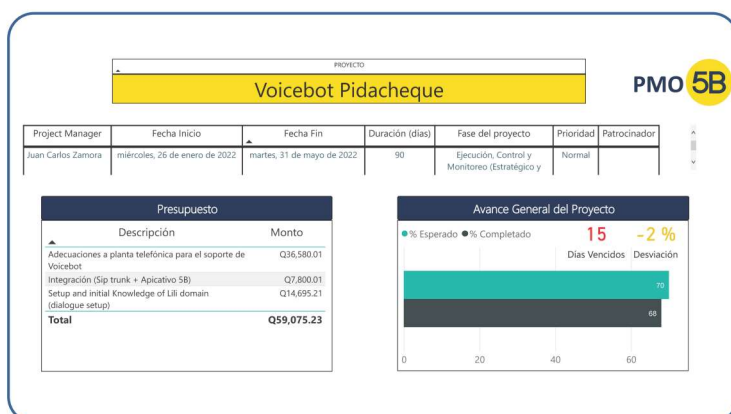 PROYECTO
Voicebot Pidacheque
PMO 5B
Project Manager Fecha Inicio Fecha Fin Duración (días) Fase del proyecto Prioridad Patrocinador
Juan Carlos Zamora miércoles, 26 de enero de 2022 martes, 31 de mayo de 2022 90 Ejecución, Control y Normal
Monitoreo (Estratégico y
Presupuesto
Descripción Monto
Adecuaciones a planta telefónica para el soporte de Q36,580.01
Voicebot
Integración (Sip trunk + Apicativo 5B) Q7,800.01
Setup and initial Knowledge of Lili domain Q14,695.21
(dialogue setup)
Total Q59,075.23
Avance General del Proyecto
% Esperado % Completado 15 -2 %
Días Vencidos Desviación
70
68
0 20 40 60